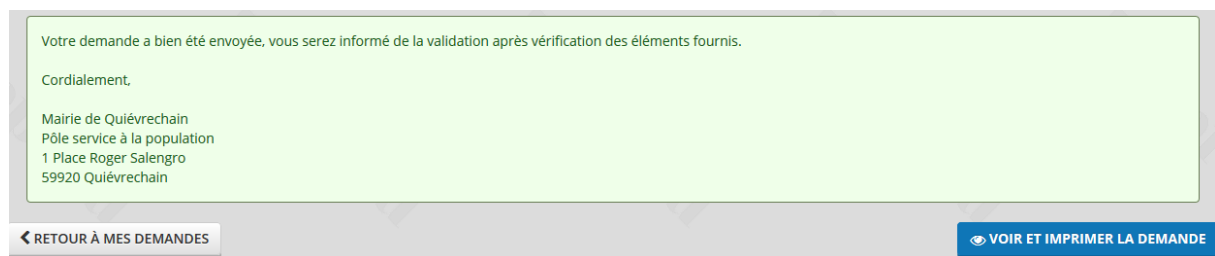 Votre demande a bien été envoyée, vous serez informé de la validation après vérification des éléments fournis.
Cordialement,
Mairie de Quiévrechain
Pôle service à la population
1 Place Roger Salengro
59920 Quiévrechain
RETOUR À MES DEMANDES
VOIR ET IMPRIMER LA DEMANDE